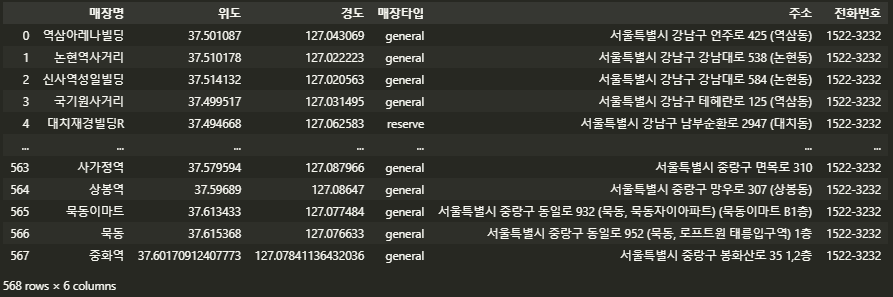 매장명 위도 경도 매장타입 주소 전화번호
0 역삼아레나빌딩 37.501087 127.043069 general 서울특별시 강남구 언주로 425 (역삼동) 1522-3232
1 논현역사거리 37.510178 127.022223 general 서울특별시 강남구 강남대로 538 (논현동) 1522-3232
2 신사역성일빌딩 37.514132 127.020563 general 서울특별시 강남구 강남대로 584 (논현동) 1522-3232
3 국기원사거리 37.499517 127.031495 general 서울특별시 강남구 테헤란로 125 (역삼동) 1522-3232
4 대치재경빌딩R 37.494668 127.062583 reserve 서울특별시 강남구 남부순환로 2947 (대치동) 1522-3232
... ... ... ... ... ... ...
563 사가정역 37.579594 127.087966 general 서울특별시 중랑구 면목로 310 1522-3232
564 상봉역 37.59689 127.08647 general 서울특별시 중랑구 망우로 307 (상봉동) 1522-3232
565 묵동이마트 37.613433 127.077484 general 서울특별시 중랑구 동일로 932 (묵동, 묵동자이아파트) (묵동이마트 B1층) 1522-3232
566 묵동 37.615368 127.076633 general 서울특별시 중랑구 동일로 952 (묵동, 로프트원 태릉입구역) 1층 1522-3232
567 중화역 37.60170912407773 127.07841136432036 general 서울특별시 중랑구 봉화산로 35 1,2층 1522-3232
568 rows × 6 columns